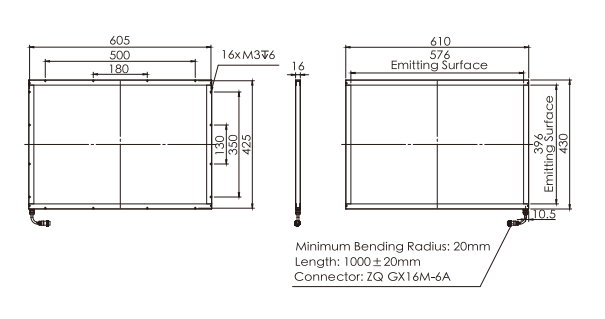 605
500
180
16xM3↧6
130
350
425
16
610
576
Emitting Surface
396
Emitting Surface
430
10.5
Minimum Bending Radius: 20mm
Length: 1000±20mm
Connector: ZQ GX16M-6A